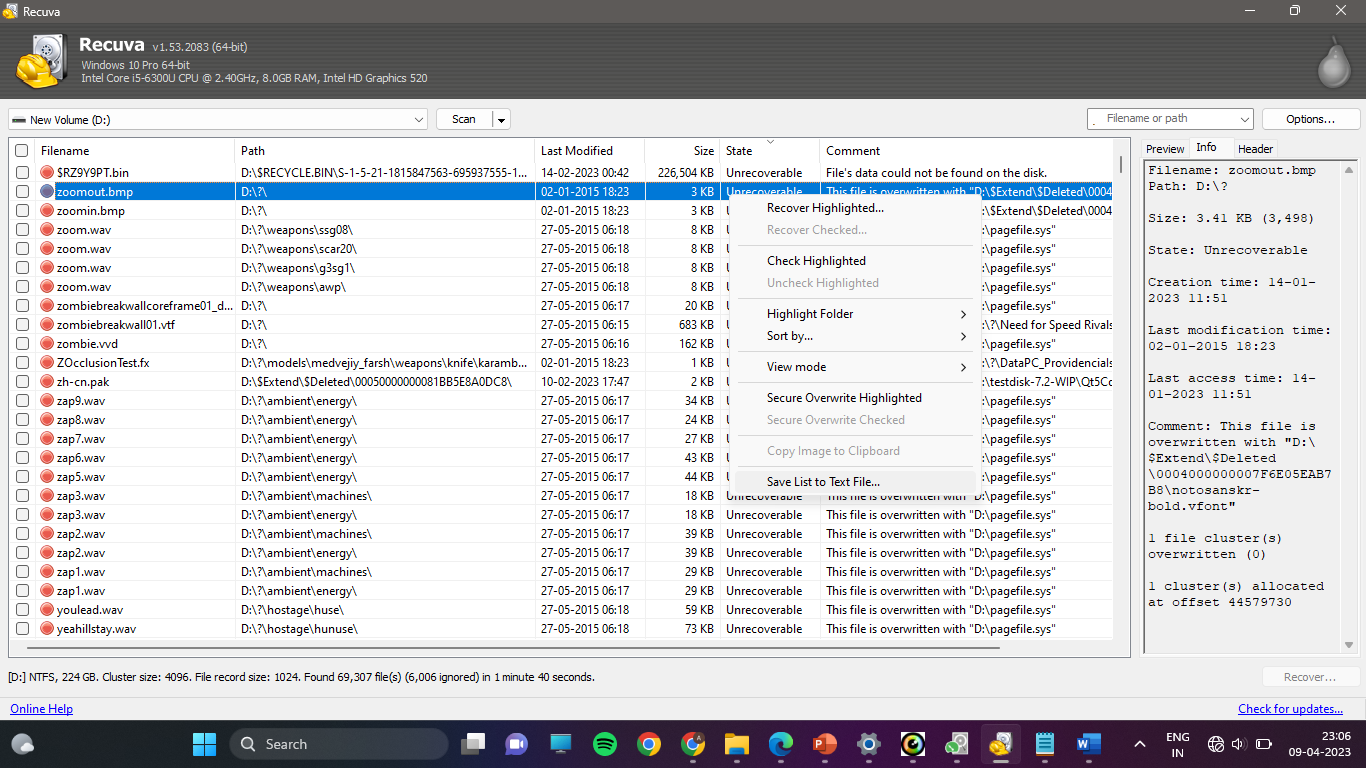 Recuva
Recuva v1.53.2083 (64-bit)
Windows 10 Pro 64-bit
Intel Core i5-6300U CPU @ 2.40GHz, 8.0GB RAM, Intel HD Graphics 520
New Volume (D:) Scan Filename or path Options...
Filename Path Last Modified Size State Comment
$RZ9Y9PT.bin D:\$RECYCLE.BIN\S-1-5-21-1815847563-695937555-1... 14-02-2023 00:42 226,504 KB Unrecoverable File's data could not be found on the disk.
zoomout.bmp D:\?\ 02-01-2015 18:23 3 KB Unrecoverable This file is overwritten with "D:\$Extend\$Deleted\0004
zoomin.bmp D:\?\ 02-01-2015 18:23 3 KB :\$Extend\$Deleted\0004
zoom.wav D:\?\weapons\ssg08\ 27-05-2015 06:18 8 KB :\pagefile.sys"
zoom.wav D:\?\weapons\scar20\ 27-05-2015 06:18 8 KB :\pagefile.sys"
zoom.wav D:\?\weapons\g3sg1\ 27-05-2015 06:18 8 KB :\pagefile.sys"
zoom.wav D:\?\weapons\awp\ 27-05-2015 06:18 8 KB :\pagefile.sys"
zombiebreakwallcoreframe01_d... D:\?\ 27-05-2015 06:17 20 KB :\pagefile.sys"
zombiebreakwall01.vtf D:\?\ 27-05-2015 06:15 683 KB :\?\Need for Speed Rivals
zombie.vvd D:\?\ 27-05-2015 06:16 162 KB :\pagefile.sys"
ZOcclusionTest.fx D:\?\models\medvejiy_farsh\weapons\knife\karamb... 02-01-2015 18:23 1 KB :\?\DataPC_Providencials
zh-cn.pak D:\$Extend\$Deleted\00050000000081BB5E8A0DC8\ 10-02-2023 17:47 2 KB :\testdisk-7.2-WIP\Qt5Co
zap9.wav D:\?\ambient\energy\ 27-05-2015 06:17 34 KB :\pagefile.sys"
zap8.wav D:\?\ambient\energy\ 27-05-2015 06:17 24 KB :\pagefile.sys"
zap7.wav D:\?\ambient\energy\ 27-05-2015 06:17 27 KB :\pagefile.sys"
zap6.wav D:\?\ambient\energy\ 27-05-2015 06:17 43 KB :\pagefile.sys"
zap5.wav D:\?\ambient\energy\ 27-05-2015 06:17 44 KB :\pagefile.sys"
zap3.wav D:\?\ambient\machines\ 27-05-2015 06:17 18 KB Unrecoverable This file is overwritten with "D:\pagefile.sys"
zap3.wav D:\?\ambient\energy\ 27-05-2015 06:17 18 KB Unrecoverable This file is overwritten with "D:\pagefile.sys"
zap2.wav D:\?\ambient\machines\ 27-05-2015 06:17 39 KB Unrecoverable This file is overwritten with "D:\pagefile.sys"
zap2.wav D:\?\ambient\energy\ 27-05-2015 06:17 39 KB Unrecoverable This file is overwritten with "D:\pagefile.sys"
zap1.wav D:\?\ambient\machines\ 27-05-2015 06:17 29 KB Unrecoverable This file is overwritten with "D:\pagefile.sys"
zap1.wav D:\?\ambient\energy\ 27-05-2015 06:17 29 KB Unrecoverable This file is overwritten with "D:\pagefile.sys"
youlead.wav D:\?\hostage\huse\ 27-05-2015 06:18 59 KB Unrecoverable This file is overwritten with "D:\pagefile.sys"
yeahillstay.wav D:\?\hostage\hunuse\ 27-05-2015 06:18 73 KB Unrecoverable This file is overwritten with "D:\pagefile.sys"
Recover Highlighted...
Recover Checked...
Check Highlighted
Uncheck Highlighted
Highlight Folder
Sort by...
View mode
Secure Overwrite Highlighted
Secure Overwrite Checked
Copy Image to Clipboard
Save List to Text File...
Preview Info Header
Filename: zoomout.bmp
Path: D:\?
Size: 3.41 KB (3,498)
State: Unrecoverable
Creation time: 14-01-
2023 11:51
Last modification time:
02-01-2015 18:23
Last access time: 14-
01-2023 11:51
Comment: This file is
overwritten with "D:\
$Extend\$Deleted
\0004000000007F6E05EAB7
B8\notosanskr-
bold.vfont"
1 file cluster(s)
overwritten (0)
1 cluster(s) allocated
at offset 44579730
[D:] NTFS, 224 GB. Cluster size: 4096. File record size: 1024. Found 69,307 file(s) (6,006 ignored) in 1 minute 40 seconds. Recover...
Online Help Check for updates...
Search
ENG
IN
23:06
09-04-2023